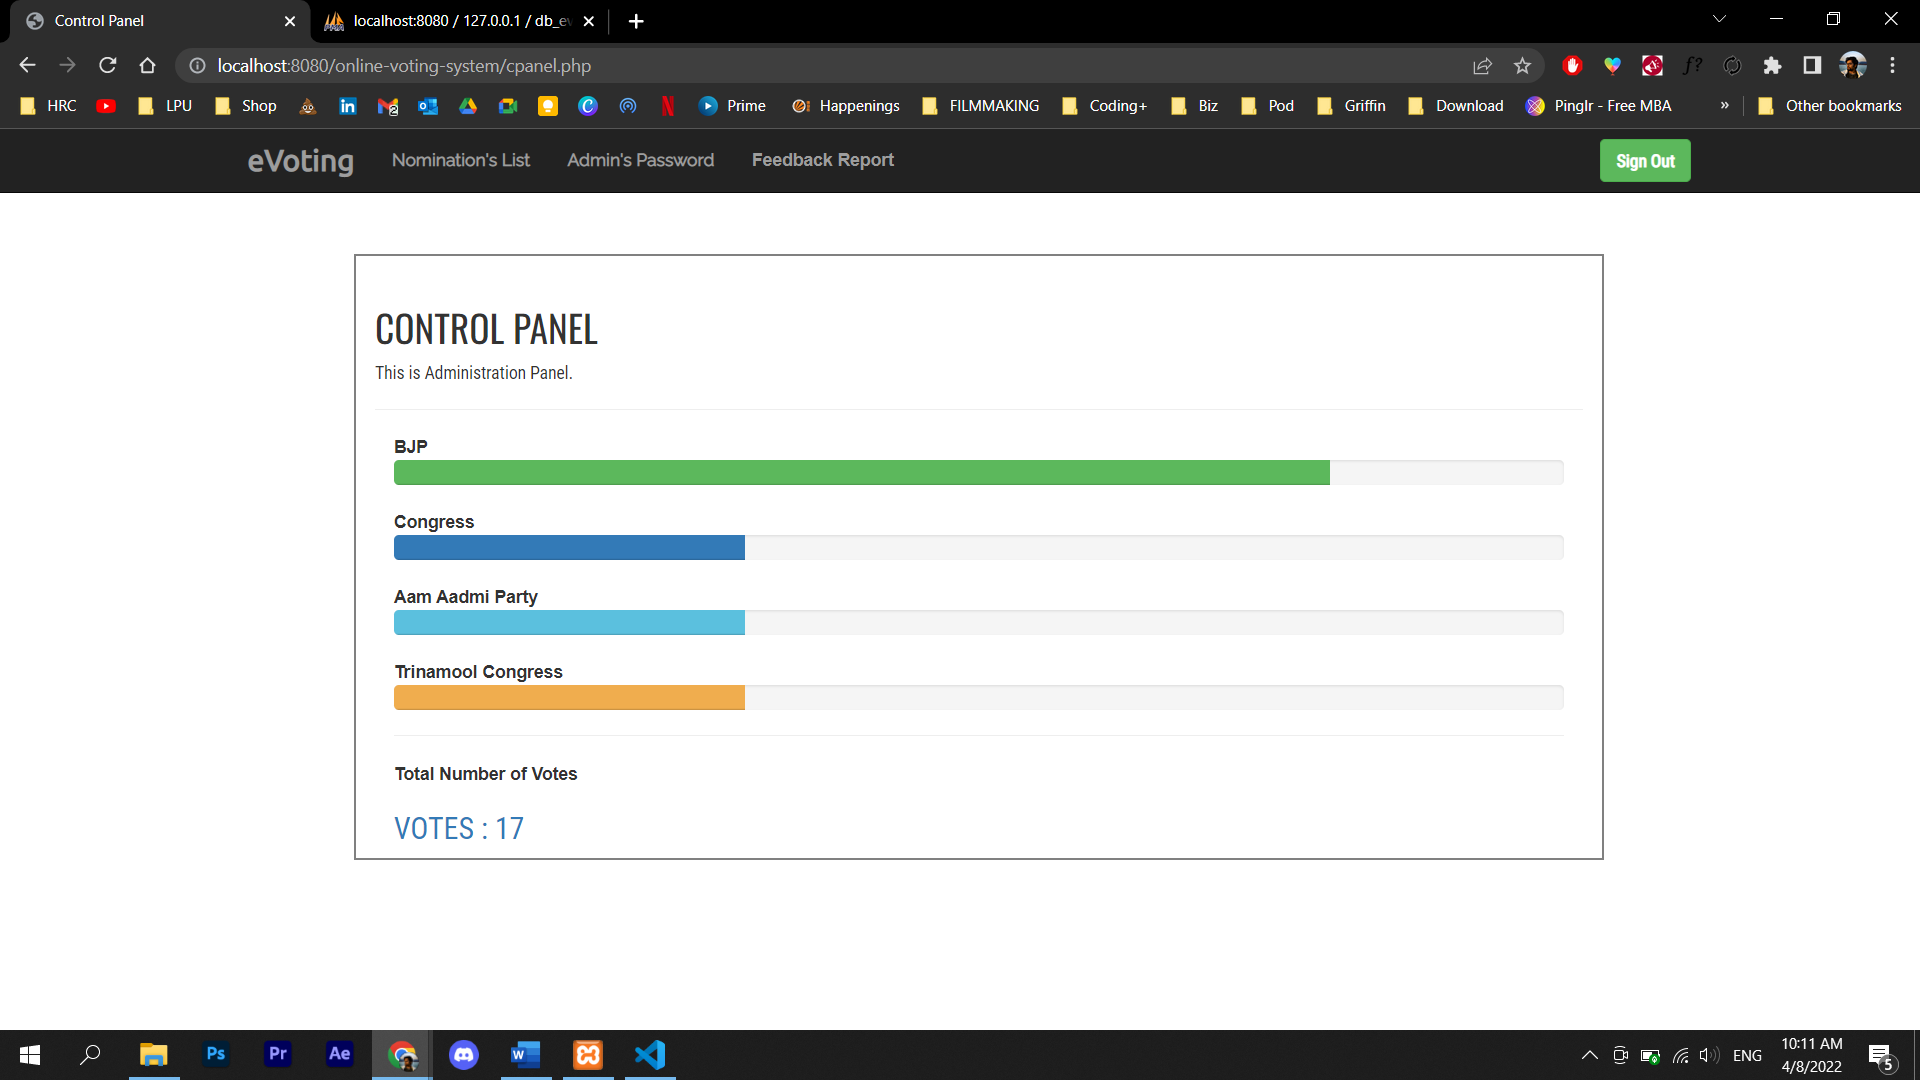 Control Panel
localhost:8080 / 127.0.0.1 / db_ev
localhost:8080/online-voting-system/cpanel.php
f?
HRC LPU Shop Prime Happenings FILMMAKING Coding+ Biz Pod Griffin Download Pinglr - Free MBA » Other bookmarks
eVoting Nomination's List Admin's Password Feedback Report Sign Out
CONTROL PANEL
This is Administration Panel.
BJP
Congress
Aam Aadmi Party
Trinamool Congress
Total Number of Votes
VOTES : 17
Ps Pr Ae ENG
10:11 AM
4/8/2022
5